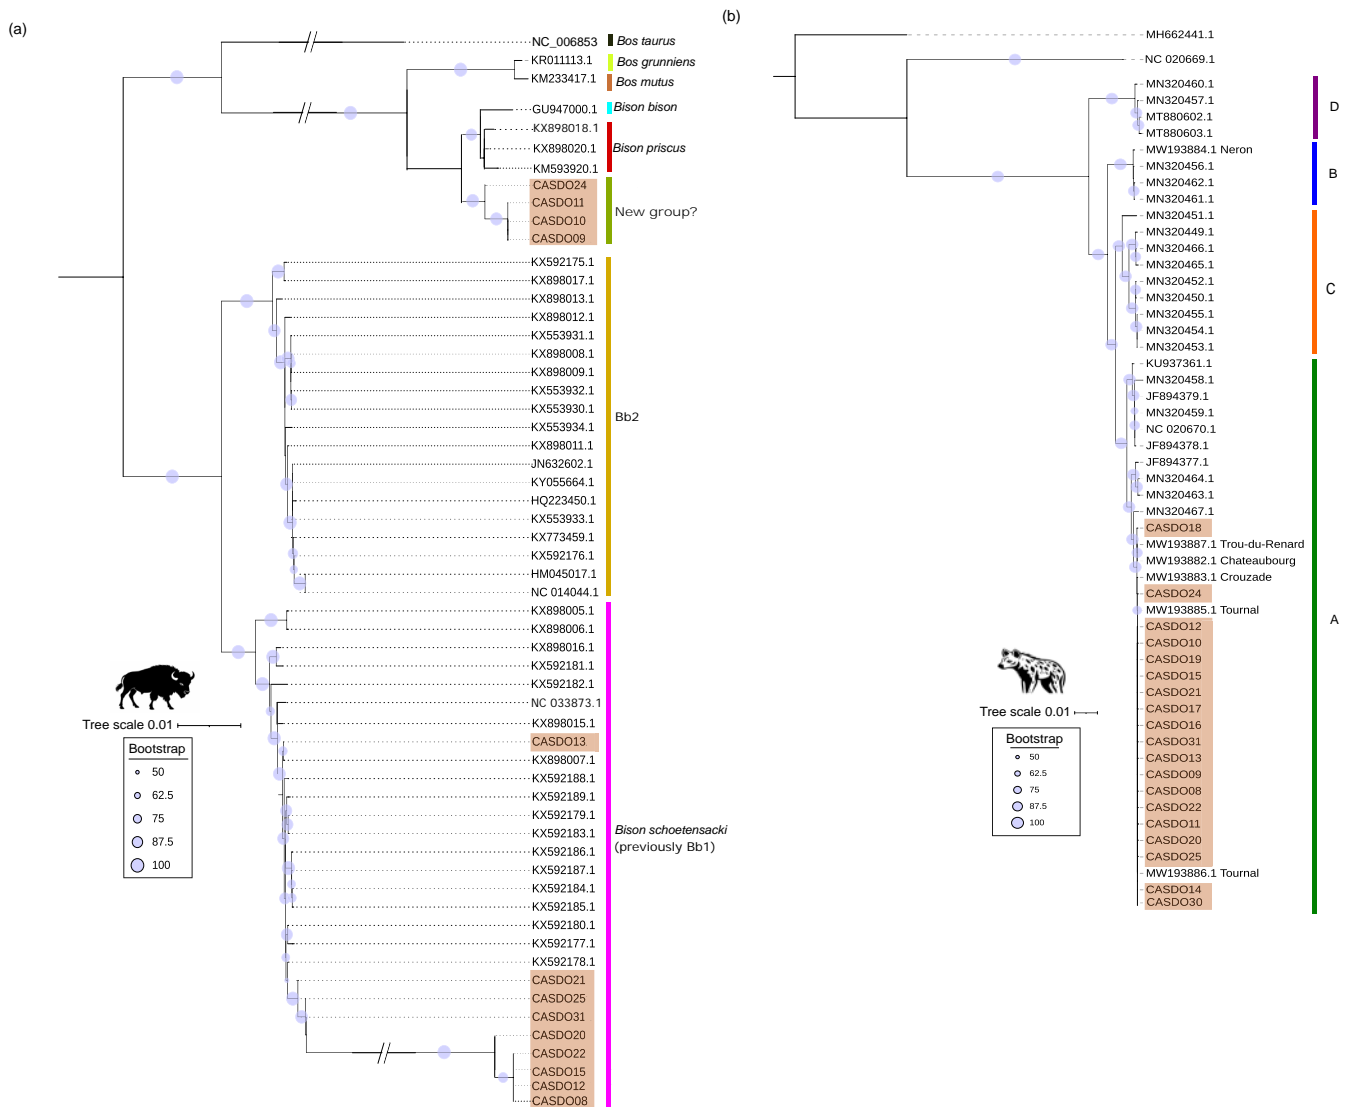 (a)
NC_006853
Bos taurus
KR011113.1
Bos grunniens
KM233417.1
Bos mutus
GU947000.1
Bison bison
KX898018.1
KX898020.1
Bison priscus
KM593920.1
CASDO24
CASDO11
New group?
CASDO10
CASDO09
KX592175.1
KX898017.1
KX898013.1
KX898012.1
KX553931.1
KX898008.1
KX898009.1
KX553932.1
KX553930.1
Bb2
KX553934.1
KX898011.1
JN632602.1
KY055664.1
HQ223450.1
KX553933.1
KX773459.1
KX592176.1
HM045017.1
NC 014044.1
KX898005.1
KX898006.1
KX898016.1
KX592181.1
KX592182.1
NC 033873.1
KX898015.1
CASDO13
KX898007.1
KX592188.1
KX592189.1
KX592179.1
KX592183.1
Bison schoetensacki
(previously Bb1)
KX592186.1
KX592187.1
KX592184.1
KX592185.1
KX592180.1
KX592177.1
KX592178.1
CASDO21
CASDO25
CASDO31
CASDO20
CASDO22
CASDO15
CASDO12
CASDO08
Tree scale 0.01
Bootstrap
50
62.5
75
87.5
100
(b)
MH662441.1
NC 020669.1
MN320460.1
MN320457.1
D
MT880602.1
MT880603.1
MW193884.1 Neron
MN320456.1
B
MN320462.1
MN320461.1
MN320451.1
MN320449.1
MN320466.1
MN320465.1
MN320452.1
C
MN320450.1
MN320455.1
MN320454.1
MN320453.1
KU937361.1
MN320458.1
JF894379.1
MN320459.1
NC 020670.1
JF894378.1
JF894377.1
MN320464.1
MN320463.1
MN320467.1
CASDO18
MW193887.1 Trou-du-Renard
MW193882.1 Chateaubourg
MW193883.1 Crouzade
CASDO24
MW193885.1 Tournal
A
CASDO12
CASDO10
CASDO19
CASDO15
CASDO21
CASDO17
CASDO16
CASDO31
CASDO13
CASDO09
CASDO08
CASDO22
CASDO11
CASDO20
CASDO25
MW193886.1 Tournal
CASDO14
CASDO30
Tree scale 0.01
Bootstrap
50
62.5
75
87.5
100